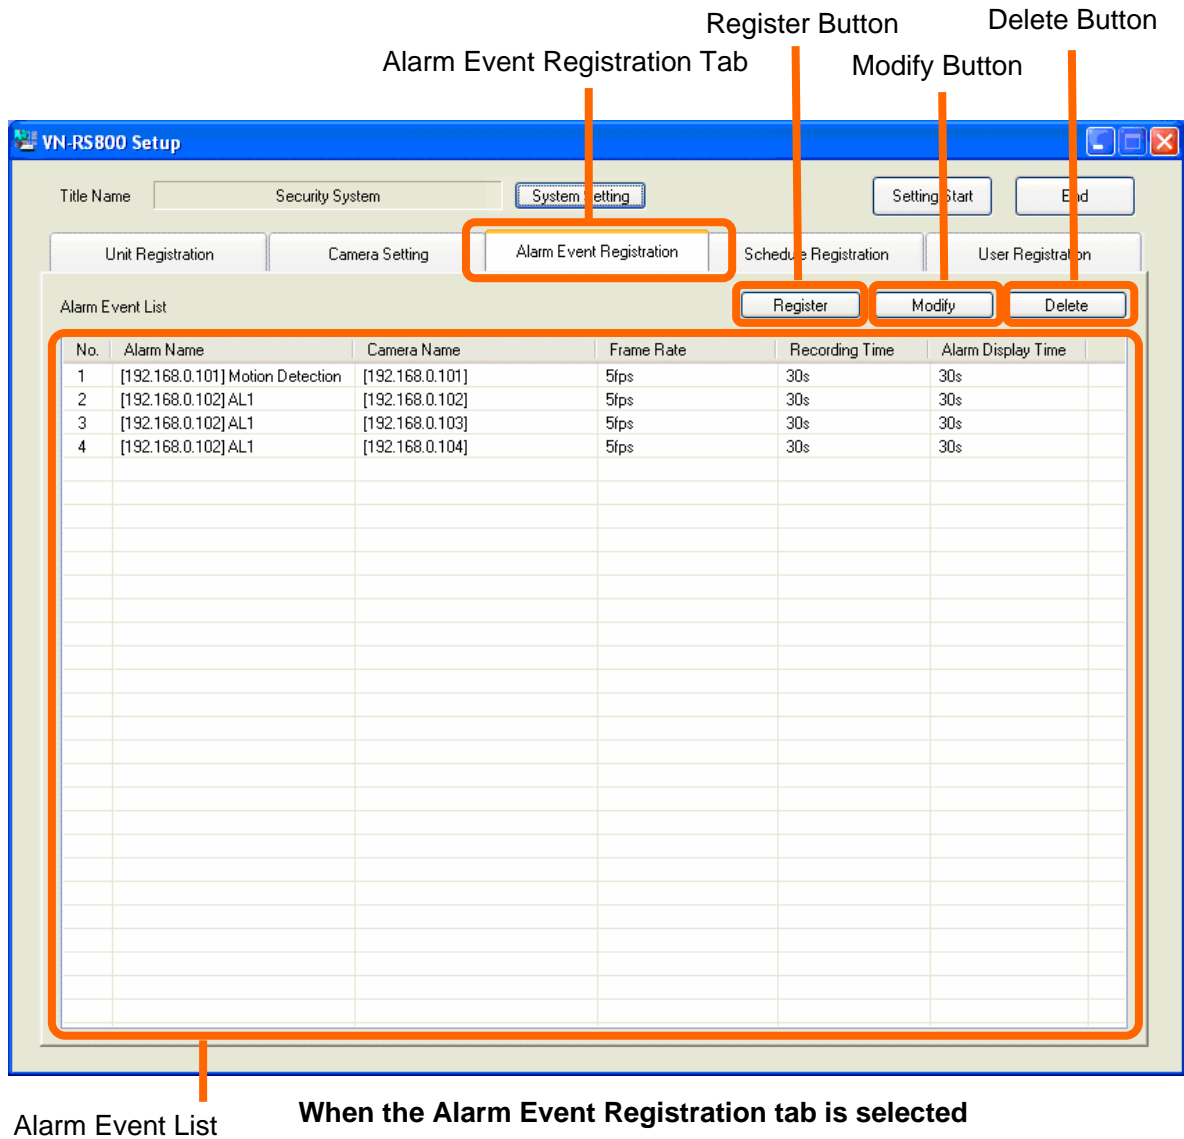 Register Button
Delete Button
Alarm Event Registration Tab
Modify Button
VN-RS800 Setup
Title Name Security System System Setting Setting Start End
Unit Registration Camera Setting Alarm Event Registration Schedule Registration User Registration
Alarm Event List Register Modify Delete
No. Alarm Name Camera Name Frame Rate Recording Time Alarm Display Time
1 [192.168.0.101] Motion Detection [192.168.0.101] 5fps 30s 30s
2 [192.168.0.102] AL1 [192.168.0.102] 5fps 30s 30s
3 [192.168.0.102] AL1 [192.168.0.103] 5fps 30s 30s
4 [192.168.0.102] AL1 [192.168.0.104] 5fps 30s 30s
Alarm Event List
When the Alarm Event Registration tab is selected